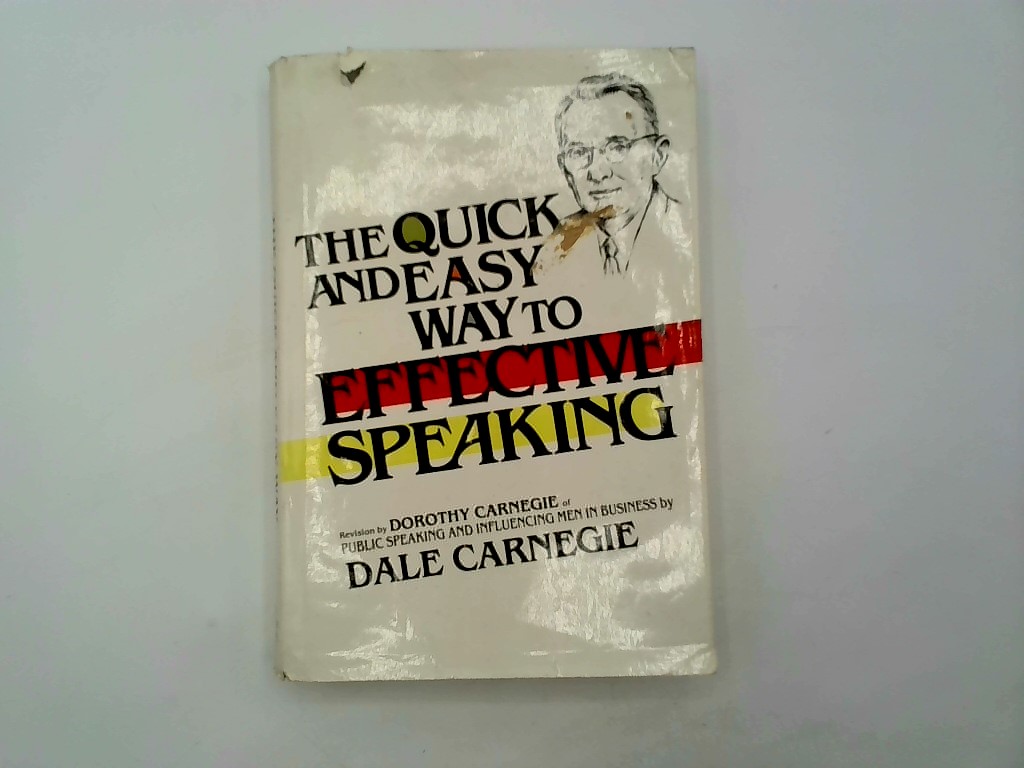 THE QUICK
AND EASY
WAY TO
EFFECTIVE
SPEAKING
Revision by DOROTHY CARNEGIE of
PUBLIC SPEAKING AND INFLUENCING MEN IN BUSINESS by
DALE CARNEGIE